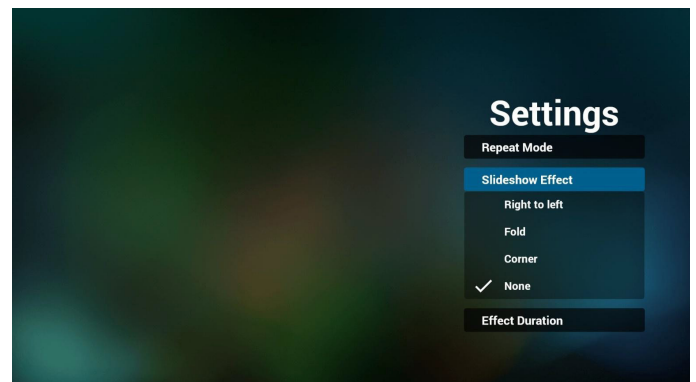 Settings
Repeat Mode
Slideshow Effect
Right to left
Fold
Corner
None
Effect Duration